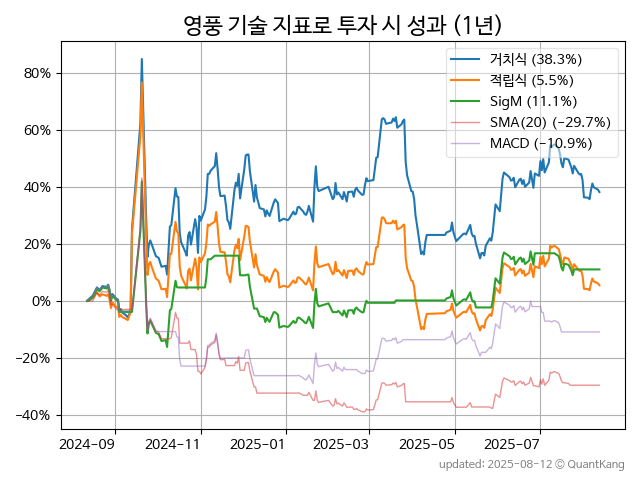 영풍 기술 지표로 투자 시 성과 (1년)
거치식 (38.3%)
적립식 (5.5%)
SigM (11.1%)
SMA(20) (−29.7%)
MACD (−10.9%)
80%
60%
40%
20%
0%
−20%
−40%
2024−09
2024−11
2025−01
2025−03
2025−05
2025−07
updated: 2025-08-12 © QuantKang